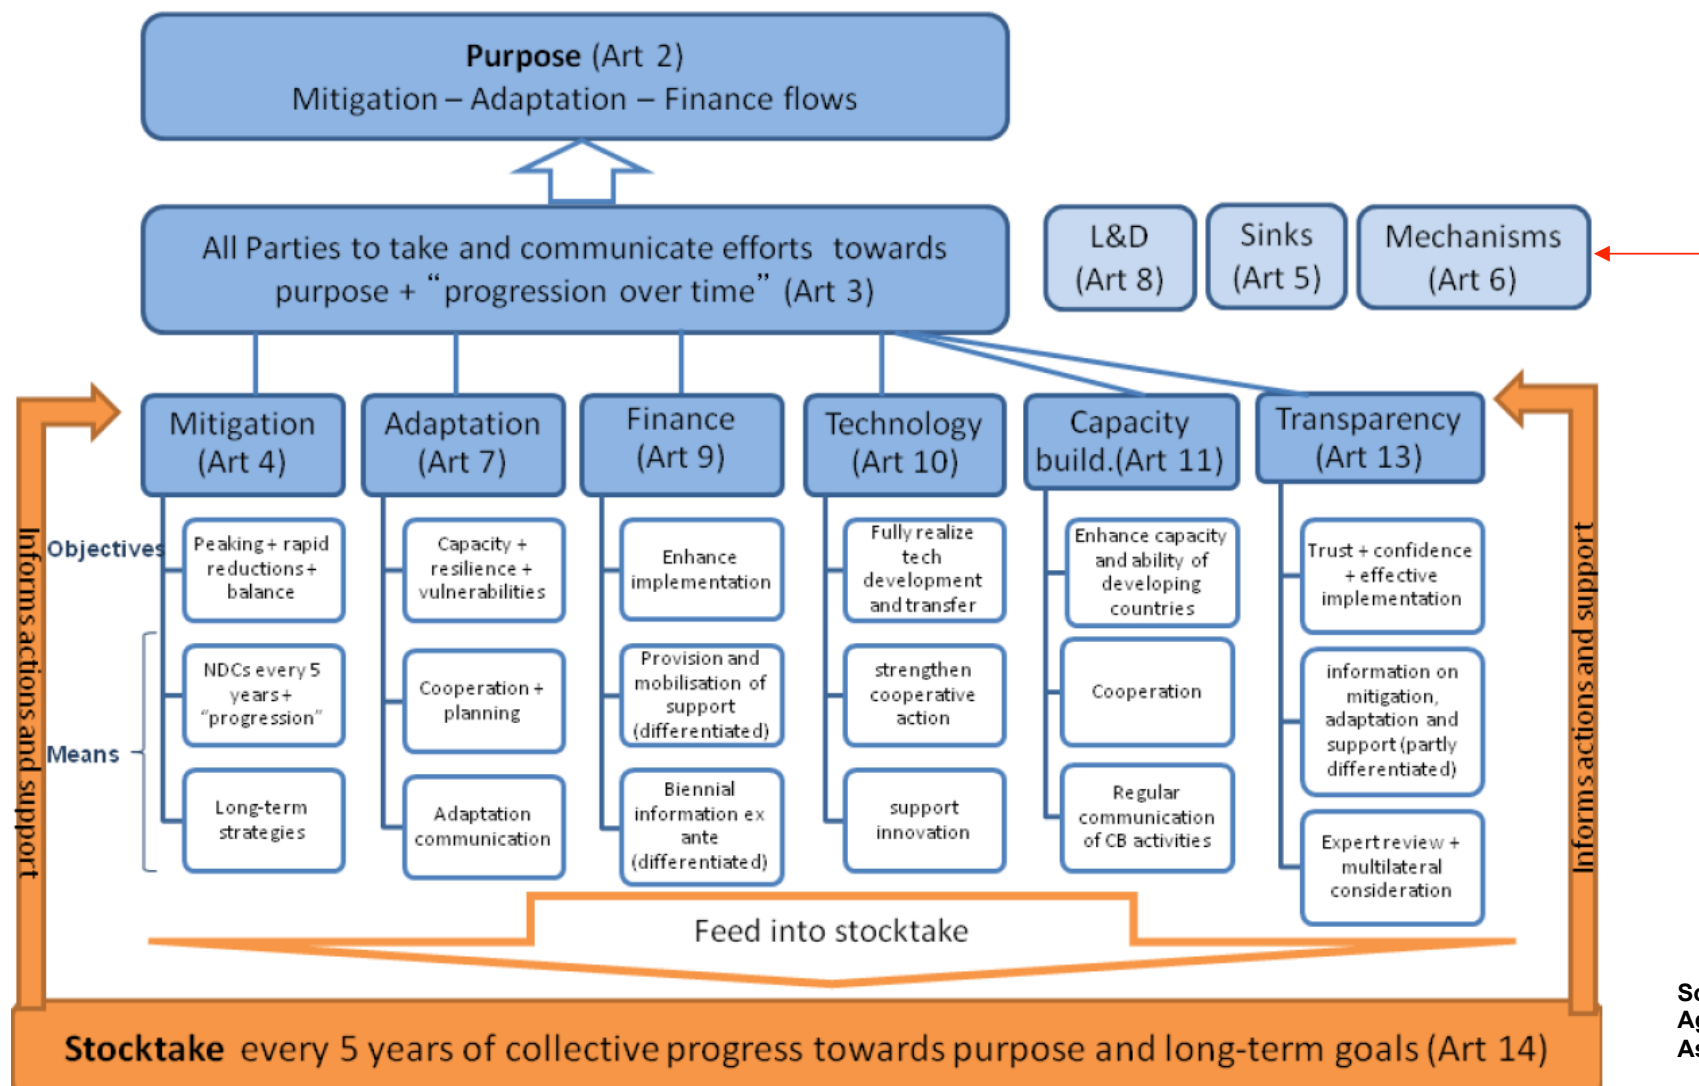 Purpose (Art 2)
Mitigation – Adaptation – Finance flows
All Parties to take and communicate efforts towards
purpose + “progression over time” (Art 3)
L&D
(Art 8)
Sinks
(Art 5)
Mechanisms
(Art 6)
Mitigation
(Art 4)
Adaptation
(Art 7)
Finance
(Art 9)
Technology
(Art 10)
Capacity
build.(Art 11)
Transparency
(Art 13)
Informs actions and support
Objectives
Means
Peaking + rapid
reductions +
balance
NDCs every 5
years +
“progression”
Long-term
strategies
Capacity +
resilience +
vulnerabilities
Cooperation +
planning
Adaptation
communication
Enhance
implementation
Provision and
mobilisation of
support
(differentiated)
Biennial
information ex
ante
(differentiated)
Fully realize
tech
development
and transfer
strengthen
cooperative
action
support
innovation
Enhance capacity
and ability of
developing
countries
Cooperation
Regular
communication
of CB activities
Trust + confidence
+ effective
implementation
information on
mitigation,
adaptation and
support (partly
differentiated)
Expert review +
multilateral
consideration
Informs actions and support
Feed into stocktake
Stocktake every 5 years of collective progress towards purpose and long-term goals (Art 14)